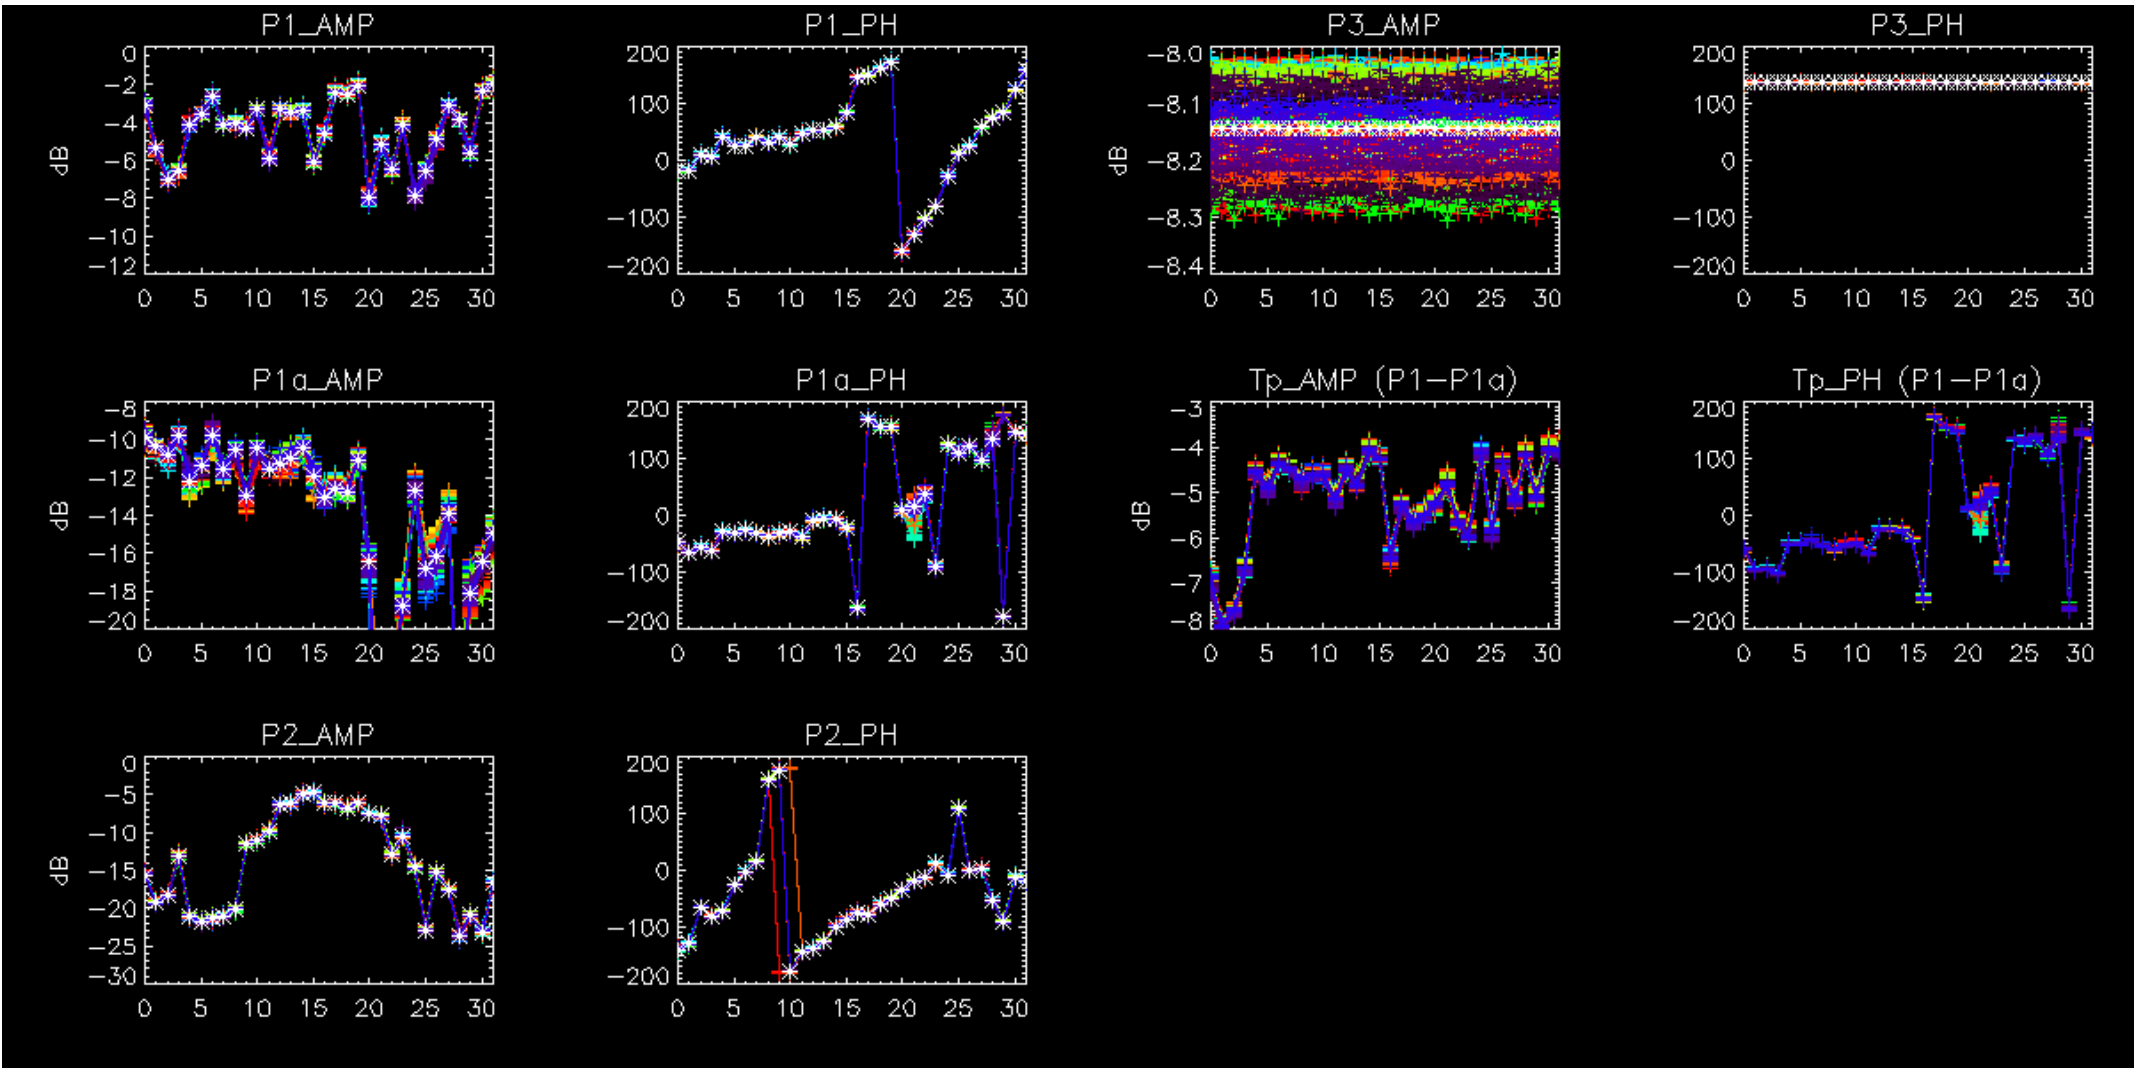 P1_AMP
P1_PH
P3_AMP
P3_PH
0
−2
−4
−6
−8
−10
−12
dB
0 5 10 15 20 25 30
200
100
0
−100
−200
0 5 10 15 20 25 30
−8.0
−8.1
−8.2
−8.3
−8.4
dB
0 5 10 15 20 25 30
200
100
0
−100
−200
0 5 10 15 20 25 30
P1a_AMP
P1a_PH
Tp_AMP (P1−P1a)
Tp_PH (P1−P1a)
−8
−10
−12
−14
−16
−18
−20
dB
0 5 10 15 20 25 30
200
100
0
−100
−200
0 5 10 15 20 25 30
−3
−4
−5
−6
−7
−8
dB
0 5 10 15 20 25 30
200
100
0
−100
−200
0 5 10 15 20 25 30
P2_AMP
P2_PH
0
−5
−10
−15
−20
−25
−30
dB
0 5 10 15 20 25 30
200
100
0
−100
−200
0 5 10 15 20 25 30